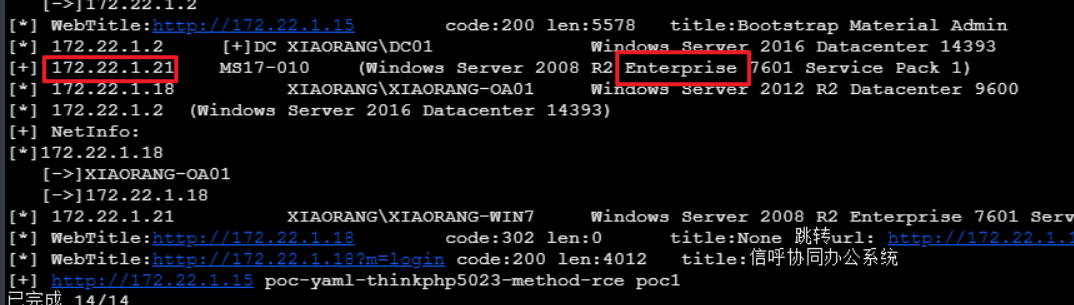 [->]172.22.1.2
[*] WebTitle:http://172.22.1.15 code:200 len:5578 title:Bootstrap Material Admin
[*] 172.22.1.2 [+]DC XIAORANG\DC01 Windows Server 2016 Datacenter 14393
[+] 172.22.1.21 MS17-010 (Windows Server 2008 R2 Enterprise 7601 Service Pack 1)
[*] 172.22.1.18 XIAORANG\XIAORANG-OA01 Windows Server 2012 R2 Datacenter 9600
[*] 172.22.1.2 (Windows Server 2016 Datacenter 14393)
[+] NetInfo:
[*]172.22.1.18
[->]XIAORANG-OA01
[->]172.22.1.18
[*] 172.22.1.21 XIAORANG\XIAORANG-WIN7 Windows Server 2008 R2 Enterprise 7601 Serv
[*] WebTitle:http://172.22.1.18 code:302 len:0 title:None 跳转url: http://172.22.1.1
[*] WebTitle:http://172.22.1.18?m=login code:200 len:4012 title:信呼协同办公系统
[+] http://172.22.1.15 poc-yaml-thinkphp5023-method-rce poc1
已完成 14/14